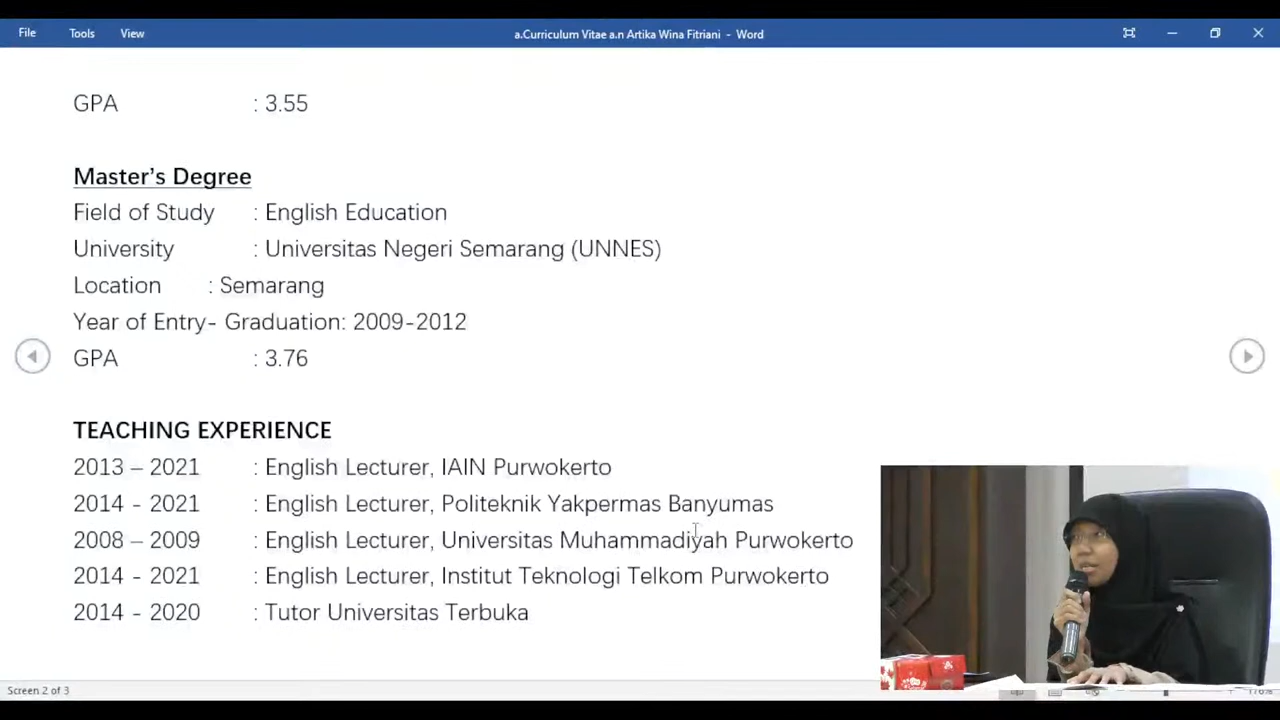 File Tools View a.Curriculum Vitae a.n Artika Wina Fitriani - Word
GPA : 3.55
Master's Degree
Field of Study : English Education
University : Universitas Negeri Semarang (UNNES)
Location : Semarang
Year of Entry- Graduation: 2009-2012
GPA : 3.76
TEACHING EXPERIENCE
2013 – 2021 : English Lecturer, IAIN Purwokerto
2014 - 2021 : English Lecturer, Politeknik Yakpermas Banyumas
2008 – 2009 : English Lecturer, Universitas Muhammadiyah Purwokerto
2014 - 2021 : English Lecturer, Institut Teknologi Telkom Purwokerto
2014 - 2020 : Tutor Universitas Terbuka
Screen 2 of 3